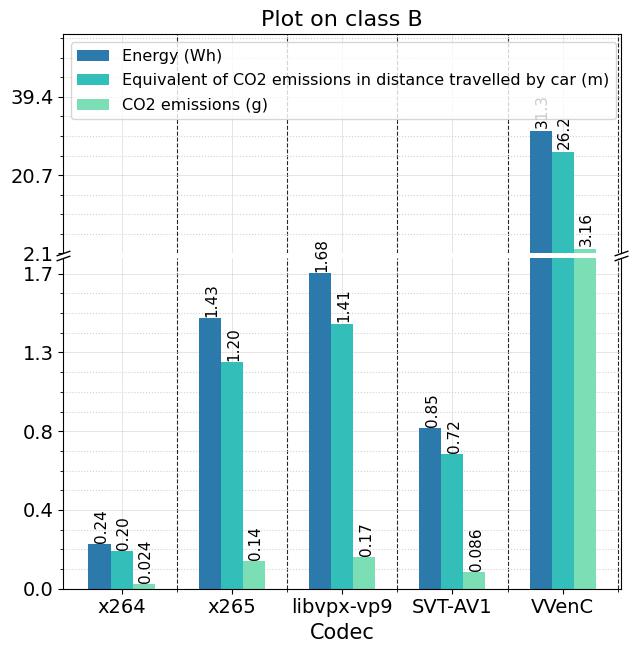 Plot on class B
Energy (Wh)
Equivalent of CO2 emissions in distance travelled by car (m)
CO2 emissions (g)
39.4
20.7
2.1
1.7
1.3
0.8
0.4
0.0
0.24
0.20
0.024
1.43
1.20
0.14
1.68
1.41
0.17
0.85
0.72
0.086
31.3
26.2
3.16
x264
x265
libvpx-vp9
SVT-AV1
VVenC
Codec